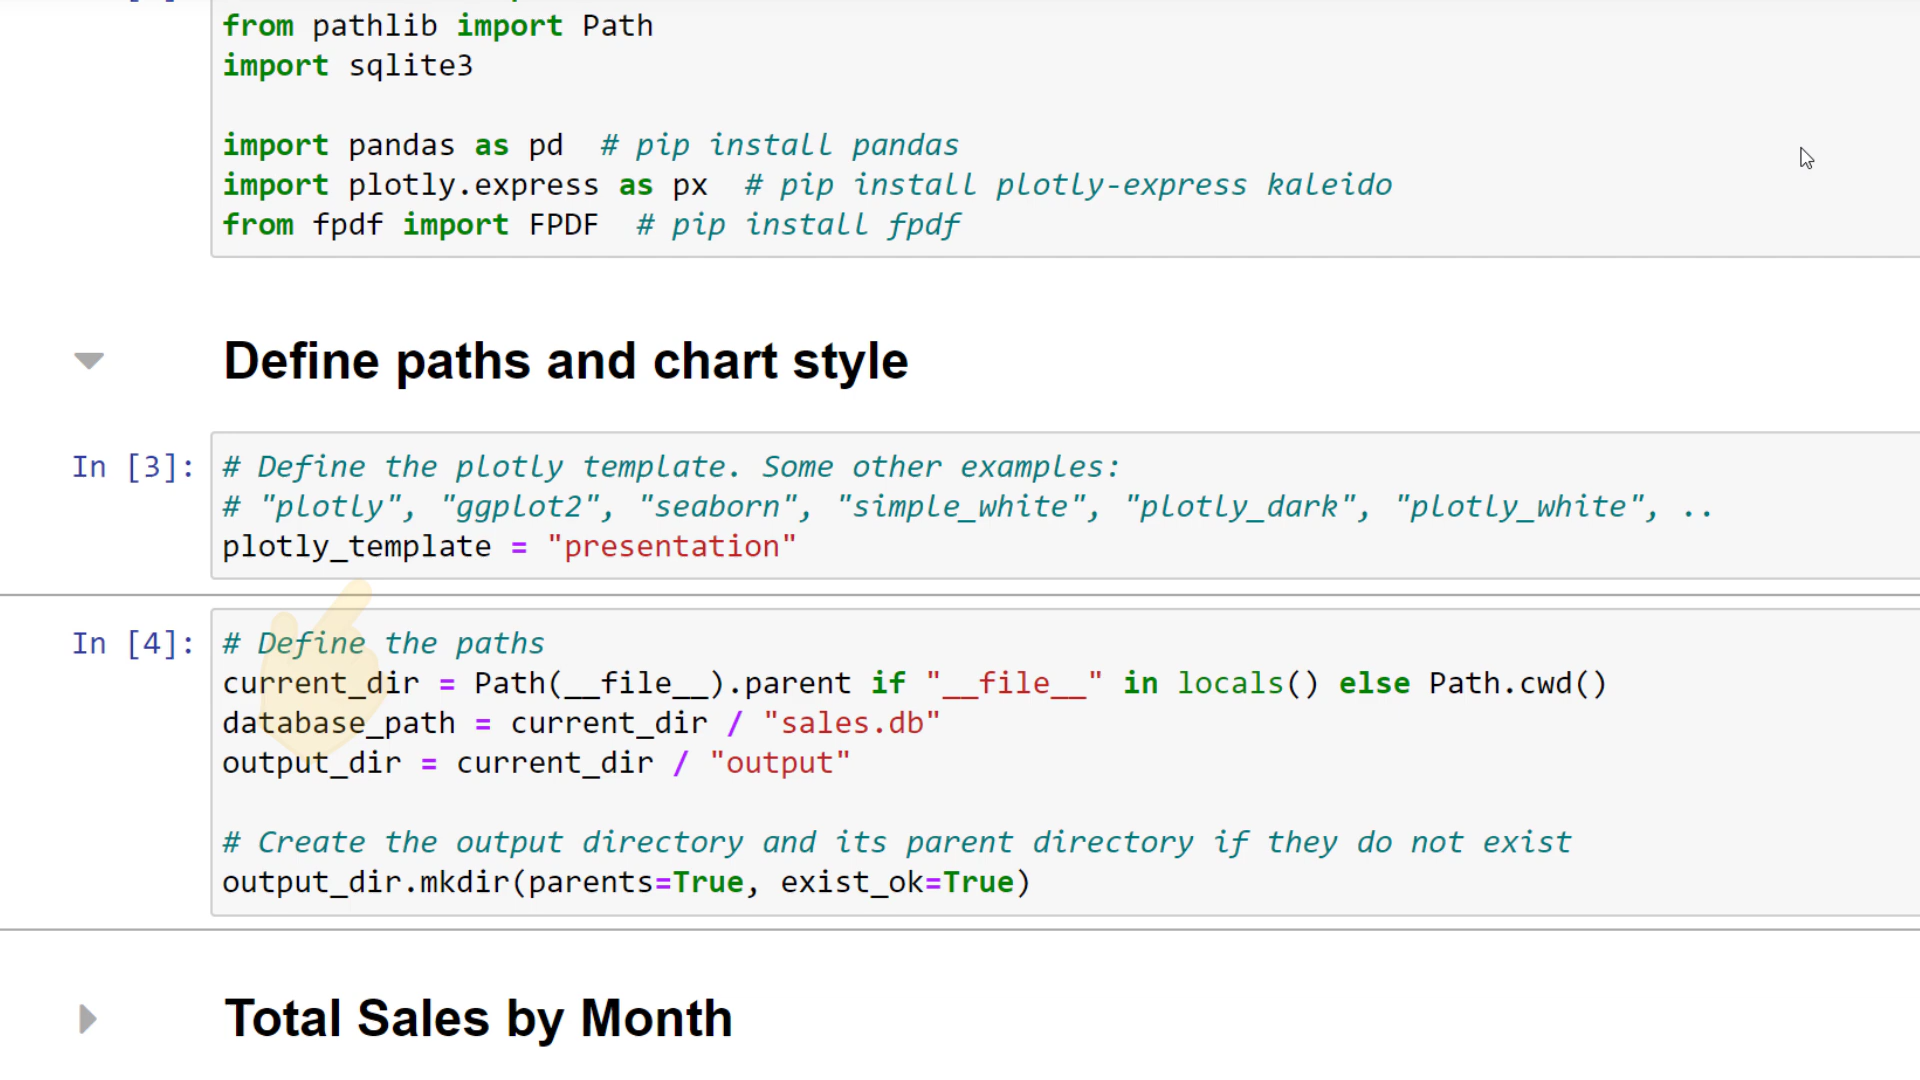 from pathlib import Path
import sqlite3
import pandas as pd # pip install pandas
import plotly.express as px # pip install plotly-express kaleido
from fpdf import FPDF # pip install fpdf
Define paths and chart style
In [3]: # Define the plotly template. Some other examples:
# "plotly", "ggplot2", "seaborn", "simple_white", "plotly_dark", "plotly_white", ..
plotly_template = "presentation"
In [4]: # Define the paths
current_dir = Path(__file__).parent if "__file__" in locals() else Path.cwd()
database_path = current_dir / "sales.db"
output_dir = current_dir / "output"
# Create the output directory and its parent directory if they do not exist
output_dir.mkdir(parents=True, exist_ok=True)
Total Sales by Month